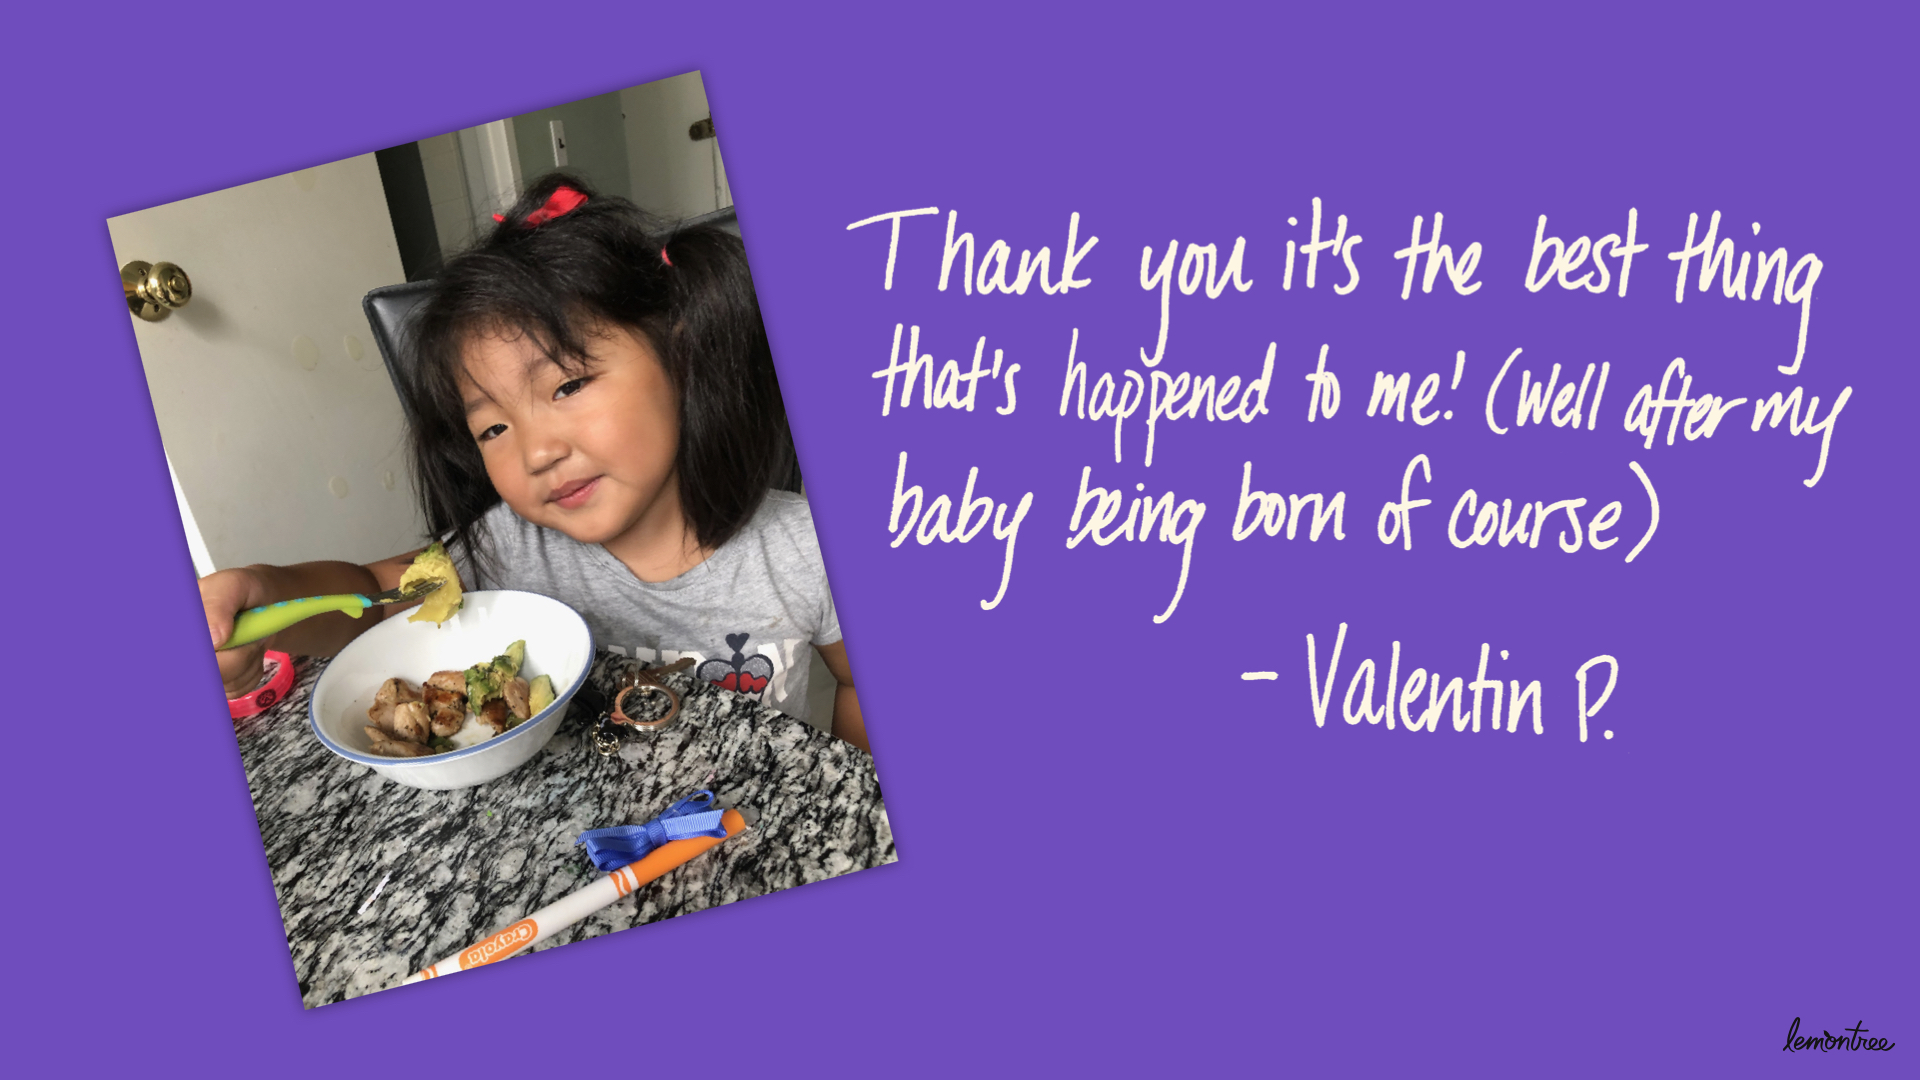 Thank you it's the best thing
that's happened to me! (Well after my
baby being born of course)
- Valentin P.
Crayola
lemontree